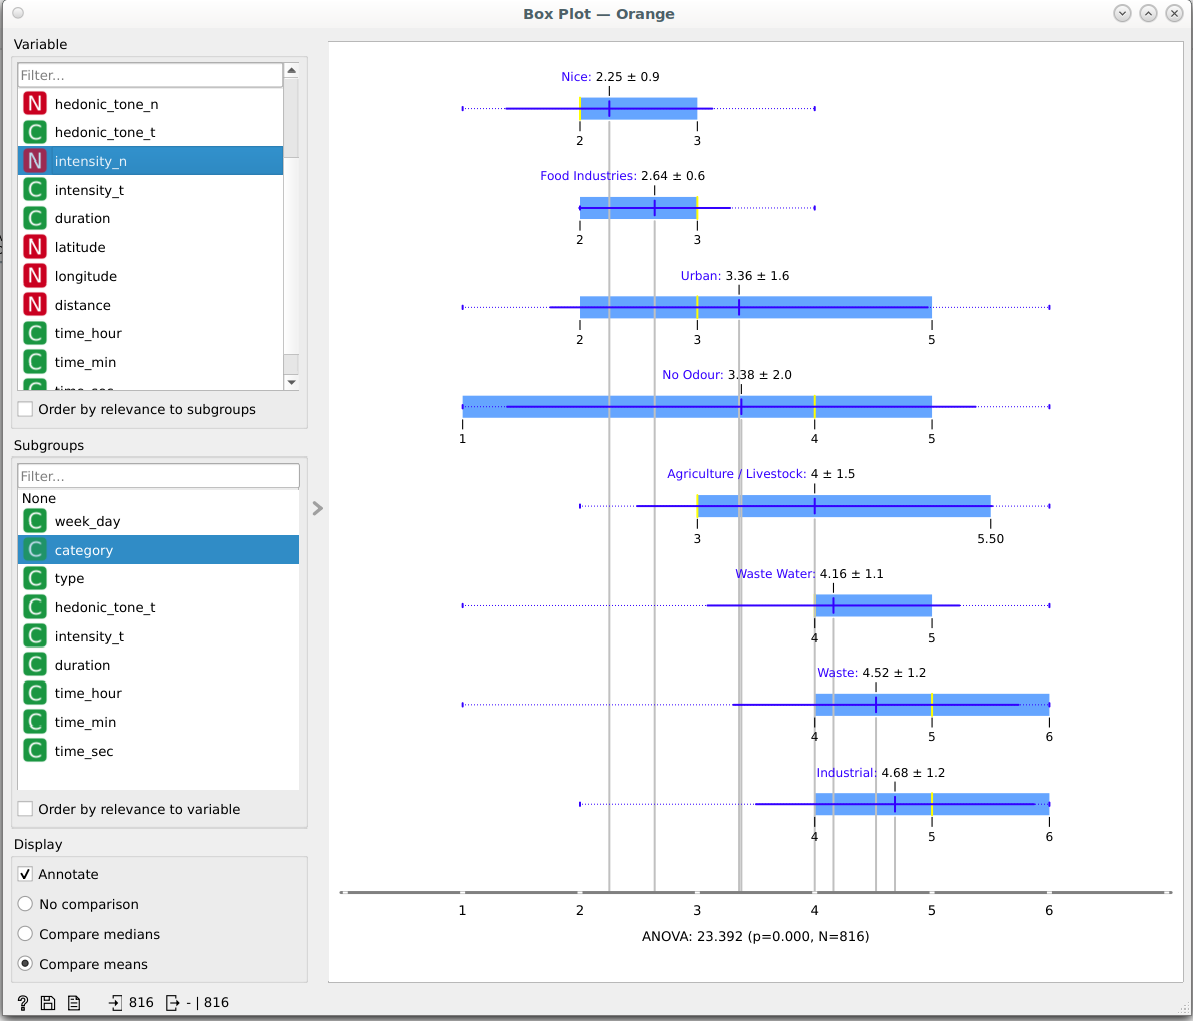 Box Plot — Orange
Variable
Filter...
N hedonic_tone_n
C hedonic_tone_t
N intensity_n
C intensity_t
C duration
N latitude
N longitude
N distance
C time_hour
C time_min
Order by relevance to subgroups
Subgroups
Filter...
None
C week_day
C category
C type
C hedonic_tone_t
C intensity_t
C duration
C time_hour
C time_min
C time_sec
Order by relevance to variable
Display
Annotate
No comparison
Compare medians
Compare means
? 816 - | 816
Nice: 2.25 ± 0.9
2 3
Food Industries: 2.64 ± 0.6
2 3
Urban: 3.36 ± 1.6
2 3 5
No Odour: 3.38 ± 2.0
1 4 5
Agriculture / Livestock: 4 ± 1.5
3 5.50
Waste Water: 4.16 ± 1.1
4 5
Waste: 4.52 ± 1.2
4 5 6
Industrial: 4.68 ± 1.2
4 5 6
1 2 3 4 5 6
ANOVA: 23.392 (p=0.000, N=816)